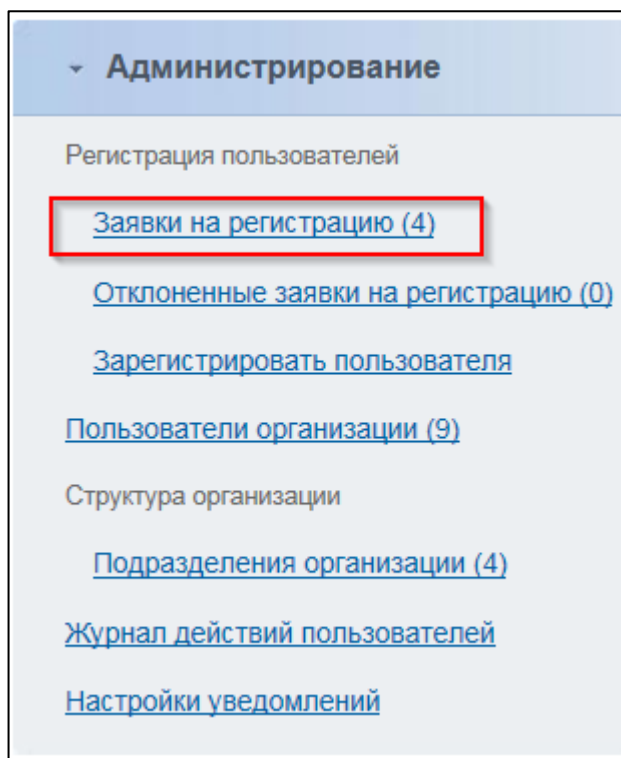 Администрирование
Регистрация пользователей
Заявки на регистрацию (4)
Отклоненные заявки на регистрацию (0)
Зарегистрировать пользователя
Пользователи организации (9)
Структура организации
Подразделения организации (4)
Журнал действий пользователей
Настройки уведомлений